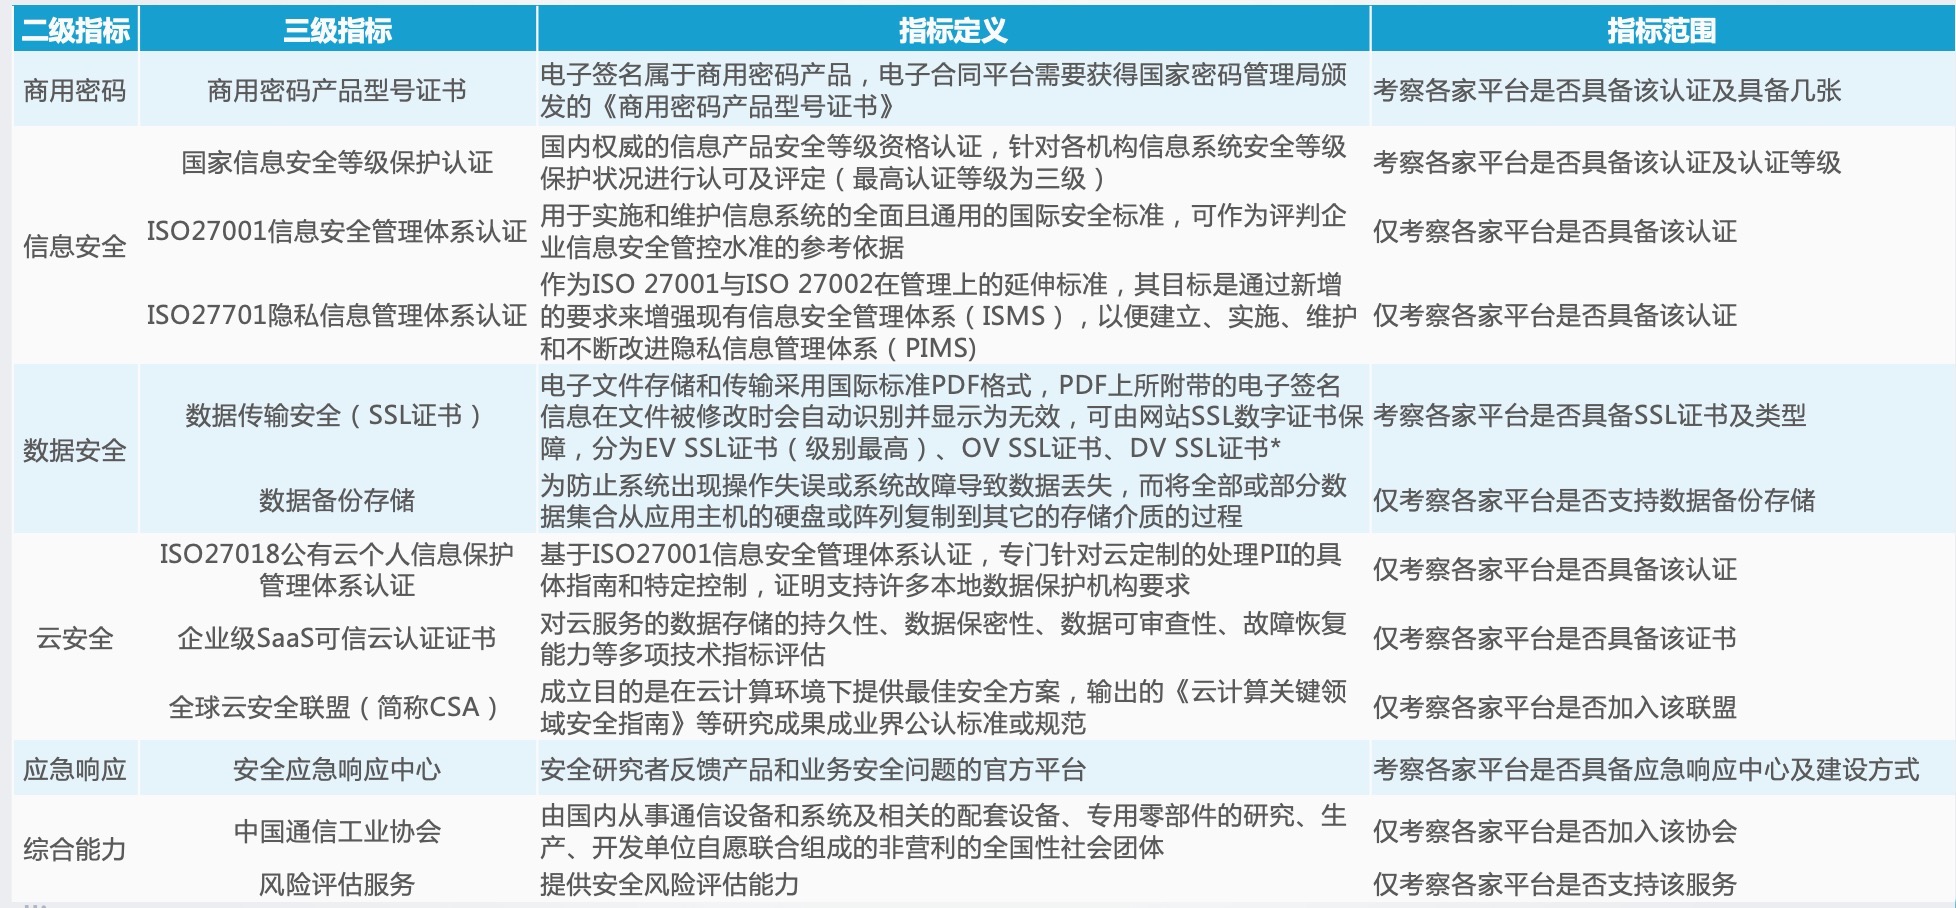 二级指标 三级指标 指标定义 指标范围
商用密码 商用密码产品型号证书 电子签名属于商用密码产品，电子合同平台需要获得国家密码管理局颁
发的《商用密码产品型号证书》 考察各家平台是否具备该认证及具备几张
信息安全
国家信息安全等级保护认证 国内权威的信息产品安全等级资格认证，针对各机构信息系统安全等级
保护状况进行认可及评定（最高认证等级为三级） 考察各家平台是否具备该认证及认证等级
ISO27001信息安全管理体系认证 用于实施和维护信息系统的全面且通用的国际安全标准，可作为评判企
业信息安全管控水准的参考依据 仅考察各家平台是否具备该认证
ISO27701隐私信息管理体系认证 作为ISO 27001与ISO 27002在管理上的延伸标准，其目标是通过新增
的要求来增强现有信息安全管理体系（ISMS），以便建立、实施、维护
和不断改进隐私信息管理体系（PIMS) 仅考察各家平台是否具备该认证
数据安全
数据传输安全（SSL证书） 电子文件存储和传输采用国际标准PDF格式，PDF上所附带的电子签名
信息在文件被修改时会自动识别并显示为无效，可由网站SSL数字证书保
障，分为EV SSL证书（级别最高）、OV SSL证书、DV SSL证书* 考察各家平台是否具备SSL证书及类型
数据备份存储 为防止系统出现操作失误或系统故障导致数据丢失，而将全部或部分数
据集合从应用主机的硬盘或阵列复制到其它的存储介质的过程 仅考察各家平台是否支持数据备份存储
云安全
ISO27018公有云个人信息保护
管理体系认证 基于ISO27001信息安全管理体系认证，专门针对云定制的处理PII的具
体指南和特定控制，证明支持许多本地数据保护机构要求 仅考察各家平台是否具备该认证
企业级SaaS可信云认证证书 对云服务的数据存储的持久性、数据保密性、数据可审查性、故障恢复
能力等多项技术指标评估 仅考察各家平台是否具备该证书
全球云安全联盟（简称CSA） 成立目的是在云计算环境下提供最佳安全方案，输出的《云计算关键领
域安全指南》等研究成果成业界公认标准或规范 仅考察各家平台是否加入该联盟
应急响应 安全应急响应中心 安全研究者反馈产品和业务安全问题的官方平台 考察各家平台是否具备应急响应中心及建设方式
综合能力
中国通信工业协会 由国内从事通信设备和系统及相关的配套设备、专用零部件的研究、生
产、开发单位自愿联合组成的非营利的全国性社会团体 仅考察各家平台是否加入该协会
风险评估服务 提供安全风险评估能力 仅考察各家平台是否支持该服务